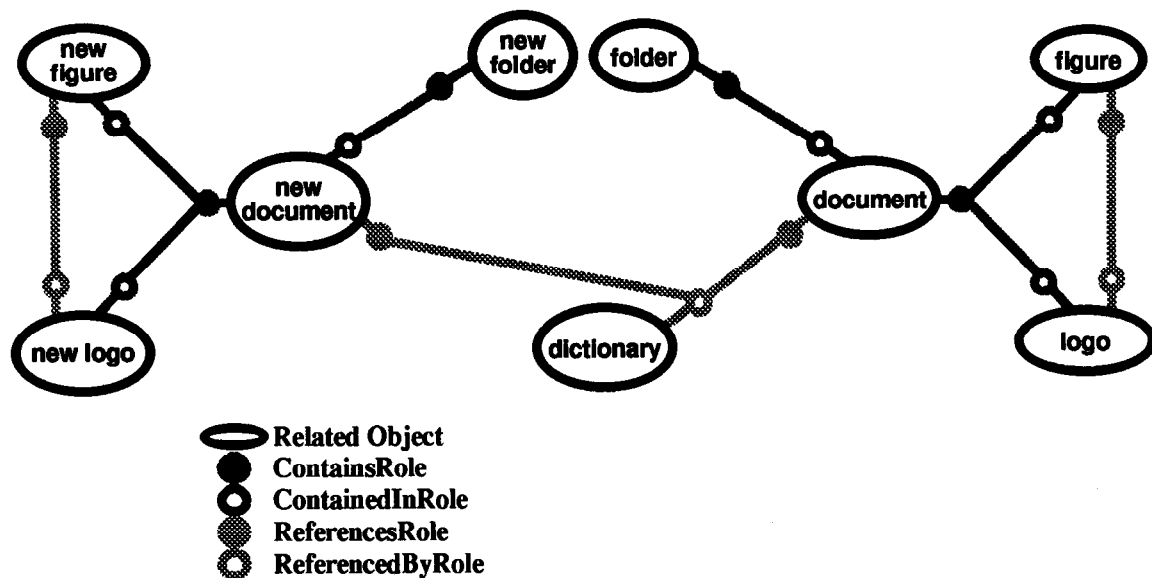 new
figure
new
folder
folder
figure
new
document
document
new logo
dictionary
logo
Related Object
ContainsRole
ContainedInRole
ReferencesRole
ReferencedByRole